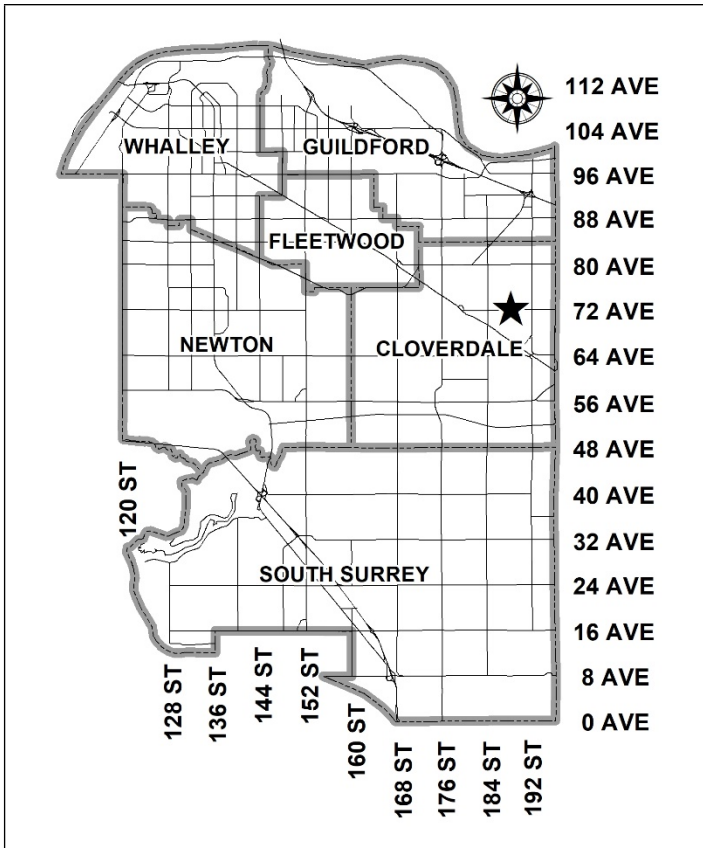 112 AVE
104 AVE
WHALLEY
GUILDFORD
96 AVE
88 AVE
FLEETWOOD
80 AVE
72 AVE
NEWTON
CLOVERDALE
64 AVE
56 AVE
48 AVE
120 ST
40 AVE
32 AVE
SOUTH SURREY
24 AVE
16 AVE
8 AVE
0 AVE
128 ST
136 ST
144 ST
152 ST
160 ST
168 ST
176 ST
184 ST
192 ST